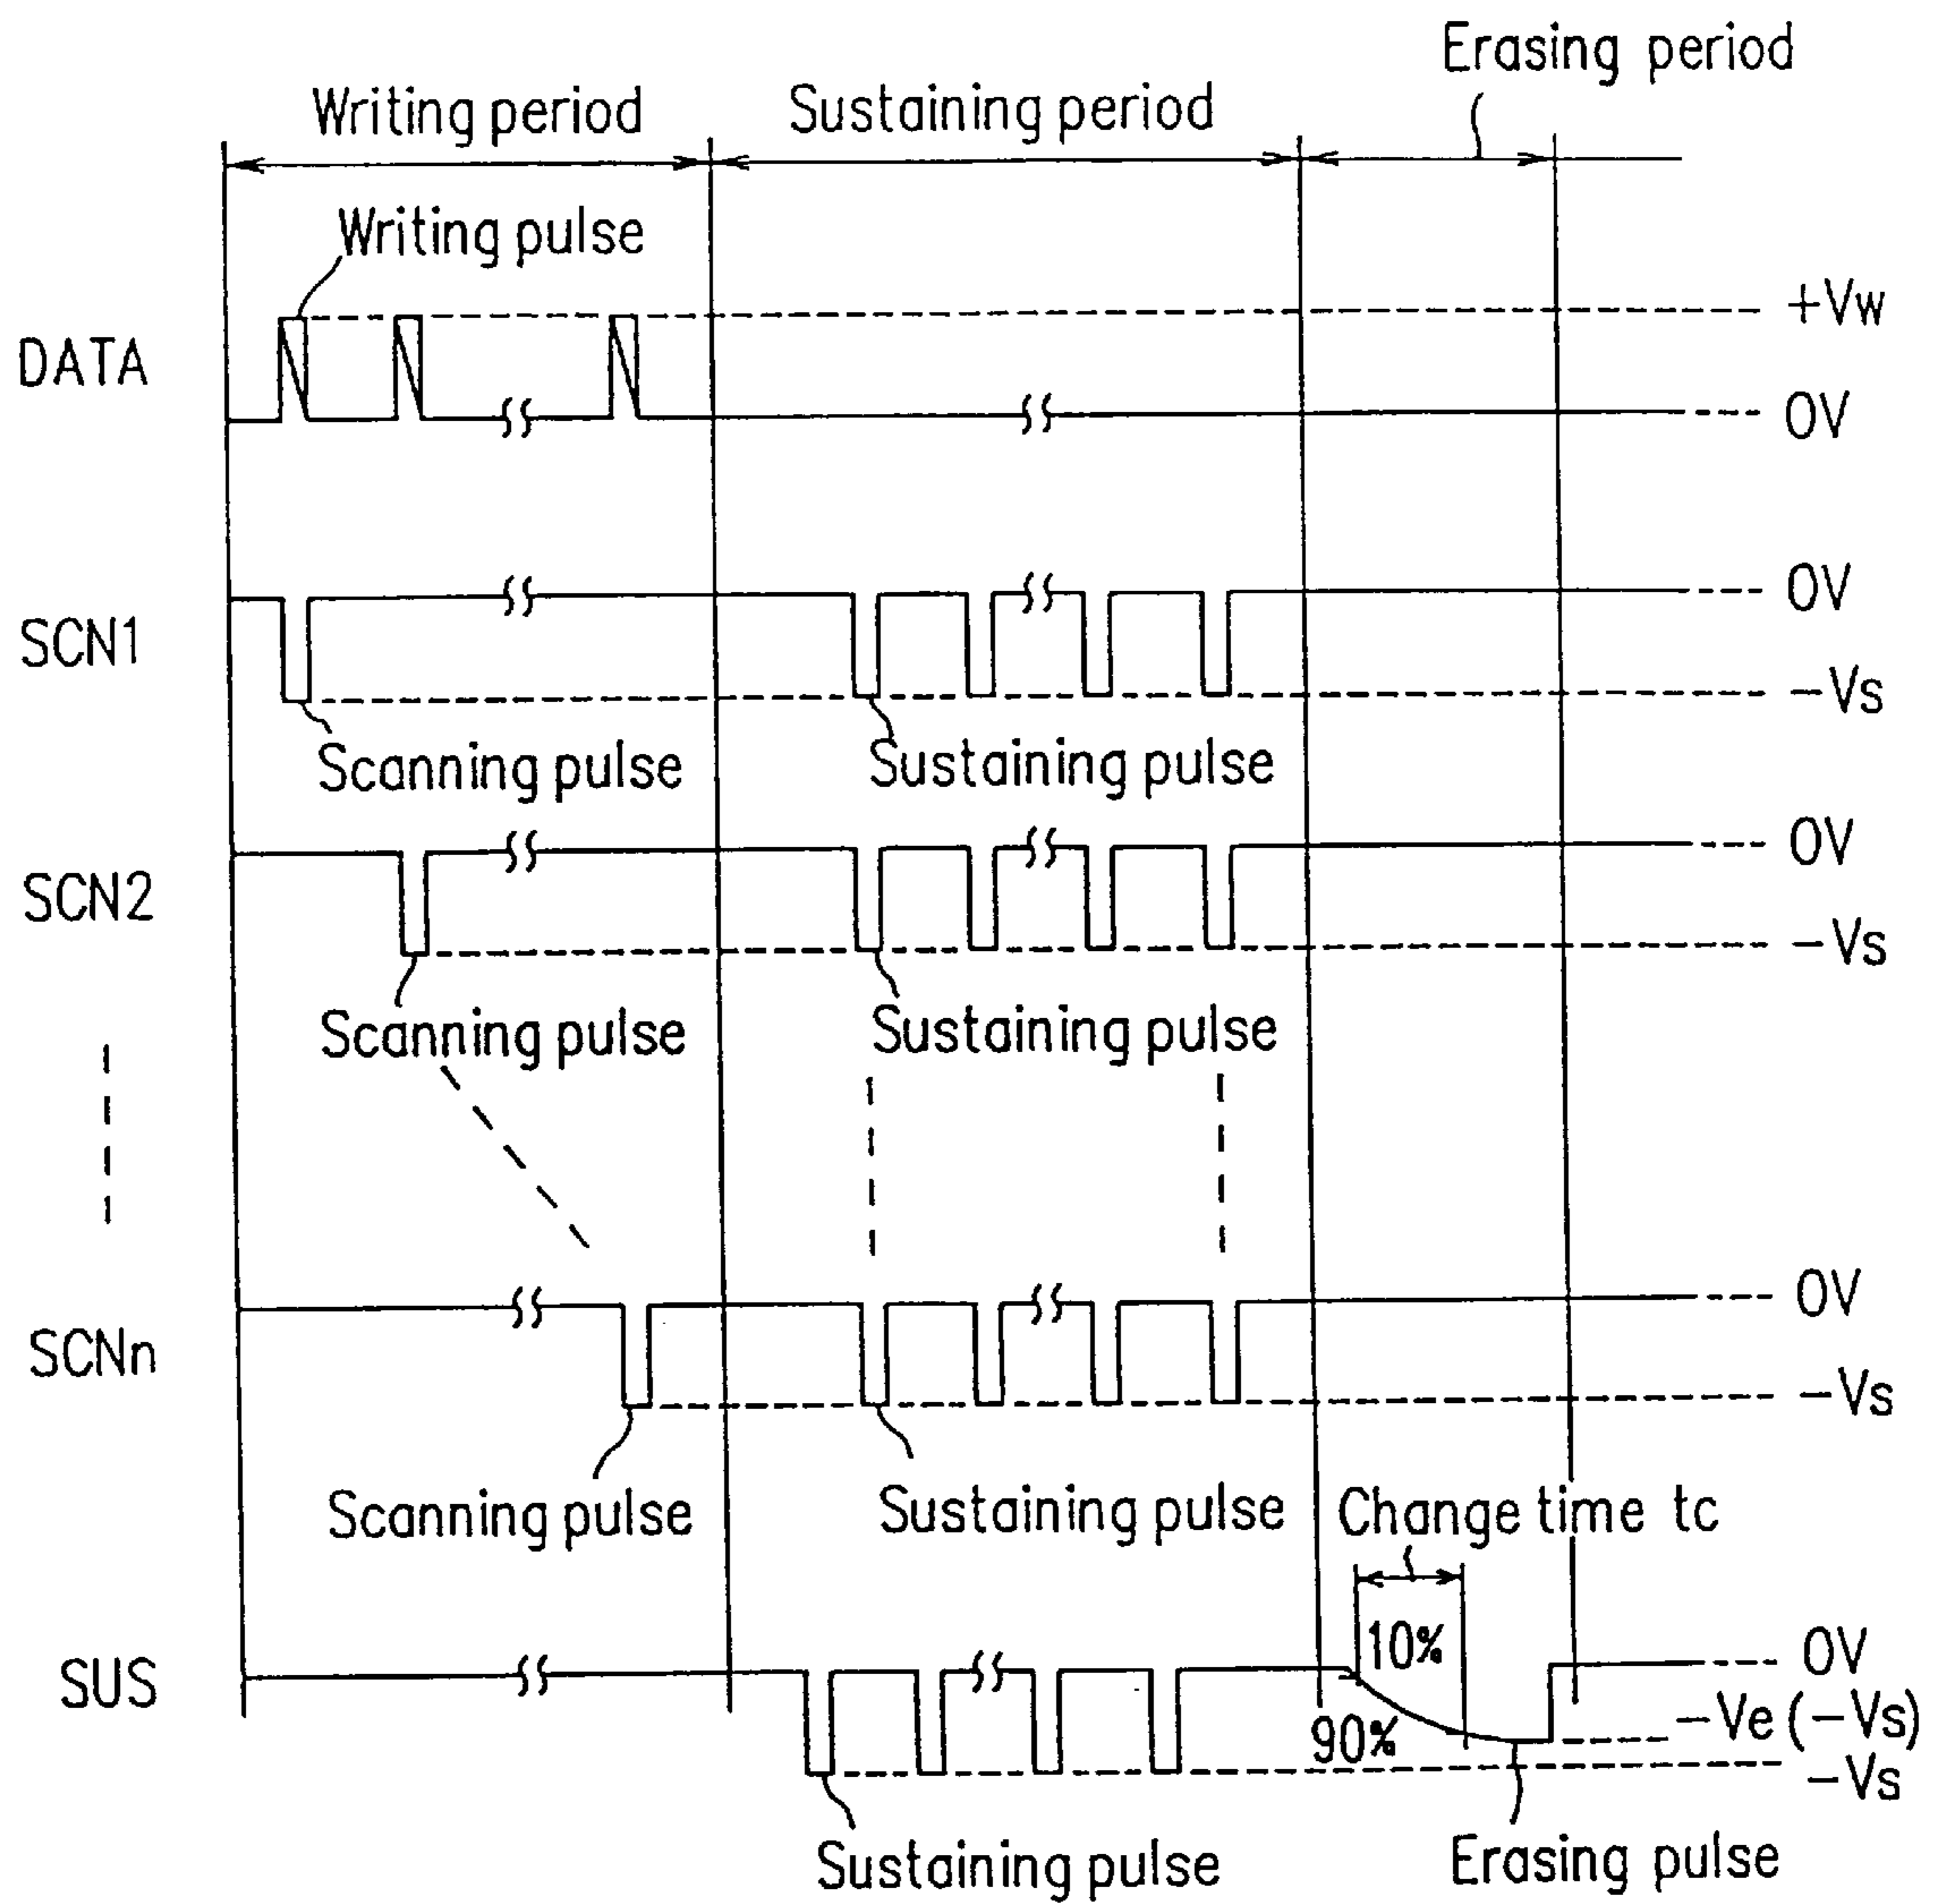 Erasing period
Writing period
Sustaining period
Writing pulse
+Vw
DATA
0V
0V
SCN1
-Vs
Scanning pulse
Sustaining pulse
0V
SCN2
-Vs
Scanning pulse
Sustaining pulse
0V
SCNn
-Vs
Scanning pulse
Sustaining pulse
Change time tc
10%
0V
SUS
90%
-Ve (-Vs)
-Vs
Sustaining pulse
Erasing pulse